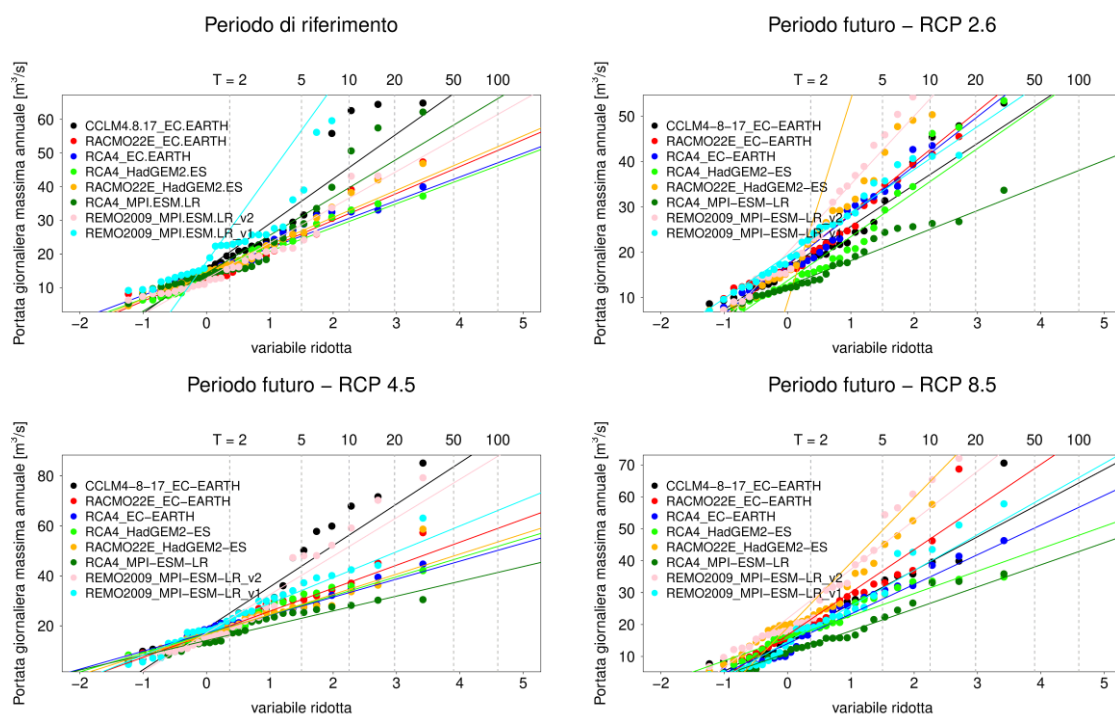 Periodo di riferimento
Portata giornaliera massima annuale [m³/s]
T = 2 5 10 20 50 100
60
50
40
30
20
10
CCLM4.8.17_EC.EARTH
RACMO22E_EC.EARTH
RCA4_EC.EARTH
RCA4_HadGEM2.ES
RACMO22E_HadGEM2.ES
RCA4_MPI.ESM.LR
REMO2009_MPI.ESM.LR_v2
REMO2009_MPI.ESM.LR_v1
−2 −1 0 1 2 3 4 5
variabile ridotta
Periodo futuro − RCP 2.6
Portata giornaliera massima annuale [m³/s]
T = 2 5 10 20 50 100
50
40
30
20
10
CCLM4−8−17_EC−EARTH
RACMO22E_EC−EARTH
RCA4_EC−EARTH
RCA4_HadGEM2−ES
RACMO22E_HadGEM2−ES
RCA4_MPI−ESM−LR
REMO2009_MPI−ESM−LR_v2
REMO2009_MPI−ESM−LR_v1
−2 −1 0 1 2 3 4 5
variabile ridotta
Periodo futuro − RCP 4.5
Portata giornaliera massima annuale [m³/s]
T = 2 5 10 20 50 100
80
60
40
20
CCLM4−8−17_EC−EARTH
RACMO22E_EC−EARTH
RCA4_EC−EARTH
RCA4_HadGEM2−ES
RACMO22E_HadGEM2−ES
RCA4_MPI−ESM−LR
REMO2009_MPI−ESM−LR_v2
REMO2009_MPI−ESM−LR_v1
−2 −1 0 1 2 3 4 5
variabile ridotta
Periodo futuro − RCP 8.5
Portata giornaliera massima annuale [m³/s]
T = 2 5 10 20 50 100
70
60
50
40
30
20
10
CCLM4−8−17_EC−EARTH
RACMO22E_EC−EARTH
RCA4_EC−EARTH
RCA4_HadGEM2−ES
RACMO22E_HadGEM2−ES
RCA4_MPI−ESM−LR
REMO2009_MPI−ESM−LR_v2
REMO2009_MPI−ESM−LR_v1
−2 −1 0 1 2 3 4 5
variabile ridotta